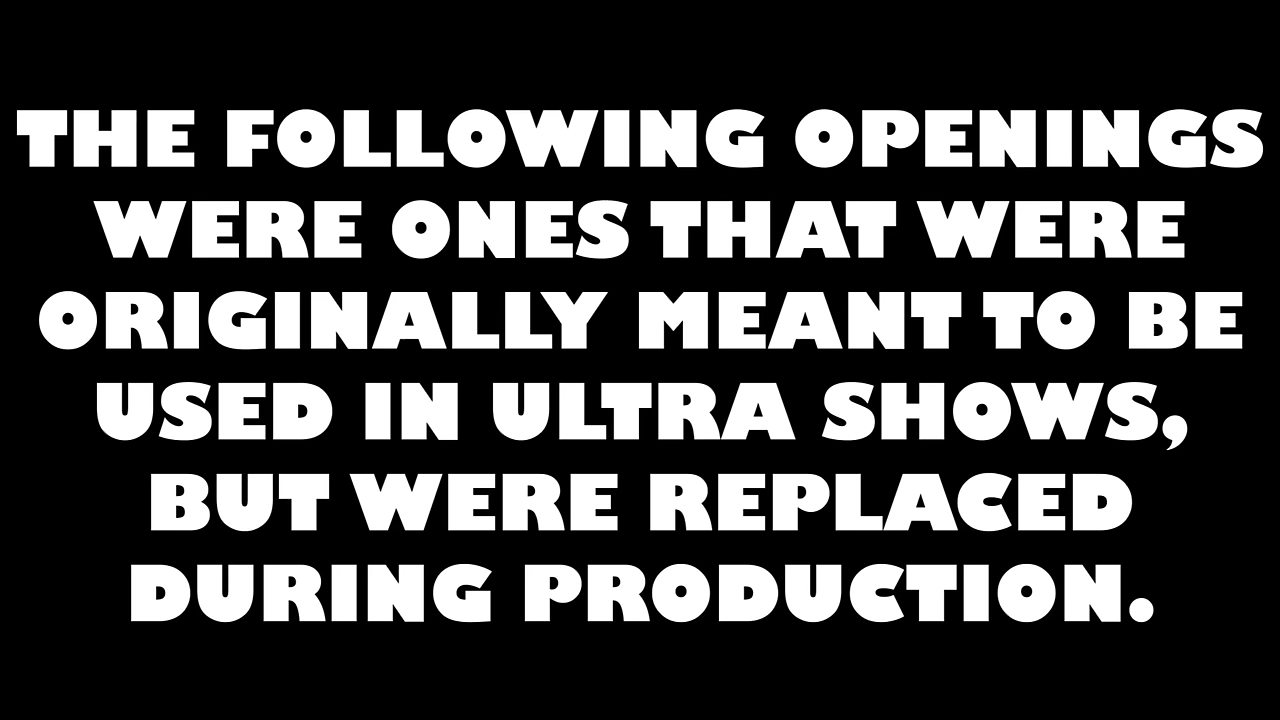 THE FOLLOWING OPENINGS
WERE ONES THAT WERE
ORIGINALLY MEANT TO BE
USED IN ULTRA SHOWS,
BUT WERE REPLACED
DURING PRODUCTION.